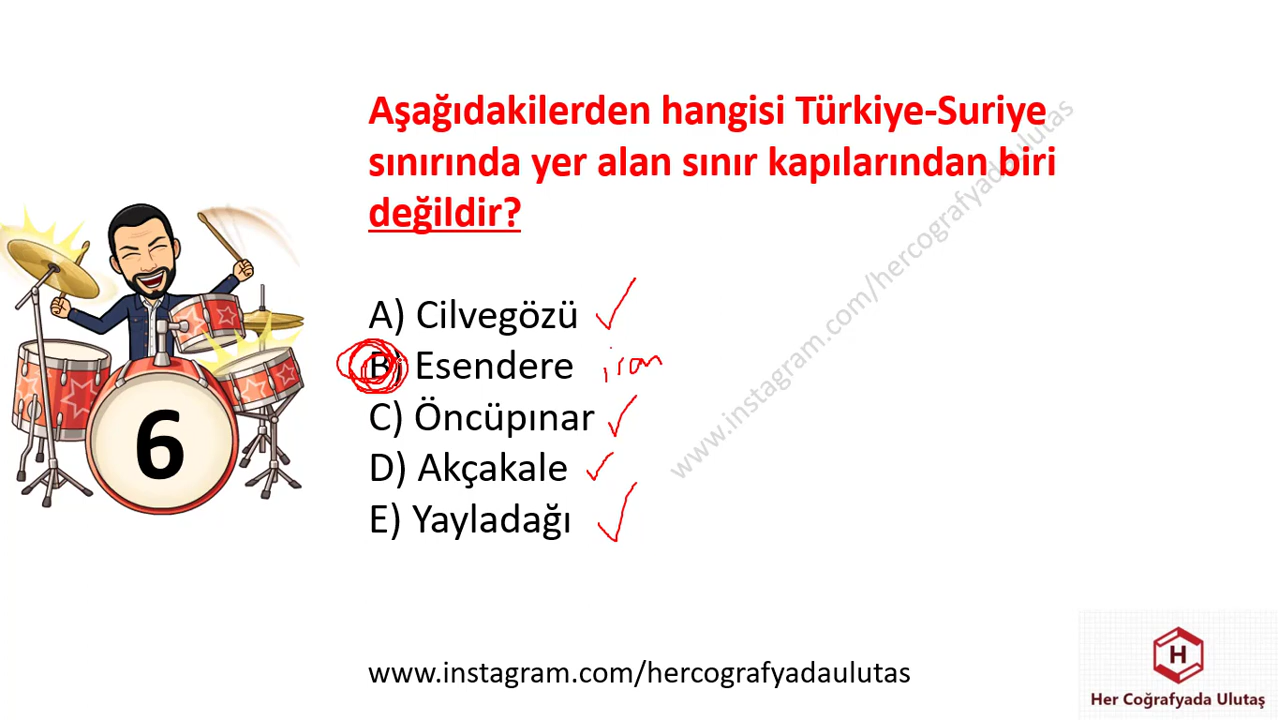 Aşağıdakilerden hangisi Türkiye-Suriye
sınırında yer alan sınır kapılarından biri
değildir?
A) Cilvegözü
B) Esendere iran
C) Öncüpınar
D) Akçakale
E) Yayladağı
6
www.instagram.com/hercografyadaulutas
www.instagram.com/hercografyadaulutas
H
Her Coğrafyada Ulutaş